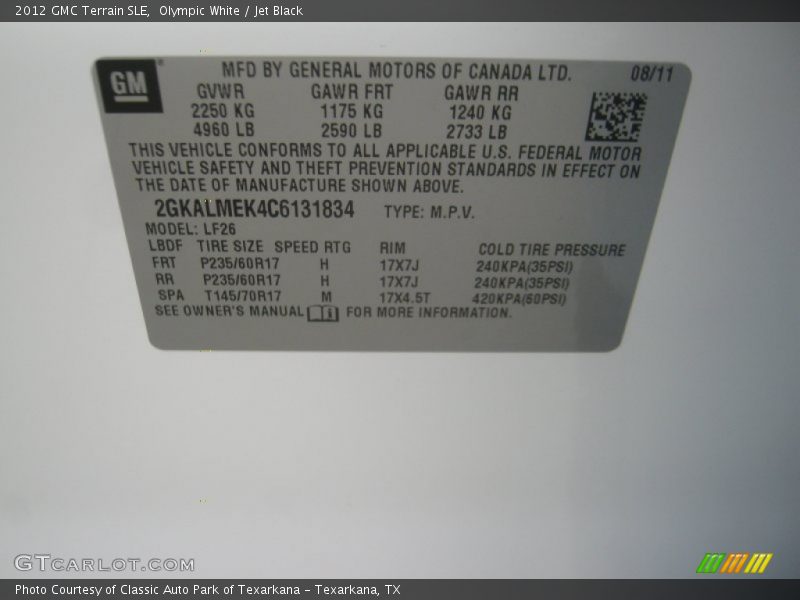 2012 GMC Terrain SLE,  Olympic White / Jet Black
GM
MFD BY GENERAL MOTORS OF CANADA LTD. 08/11
GVWR GAWR FRT GAWR RR
2250 KG 1175 KG 1240 KG
4960 LB 2590 LB 2733 LB
THIS VEHICLE CONFORMS TO ALL APPLICABLE U.S. FEDERAL MOTOR
VEHICLE SAFETY AND THEFT PREVENTION STANDARDS IN EFFECT ON
THE DATE OF MANUFACTURE SHOWN ABOVE.
2GKALMEK4C6131834 TYPE: M.P.V.
MODEL: LF26
LBDF TIRE SIZE SPEED RTG RIM COLD TIRE PRESSURE
FRT P235/60R17 H 17X7J 240KPA(35PSI)
RR P235/60R17 H 17X7J 240KPA(35PSI)
SPA T145/70R17 M 17X4.5T 420KPA(60PSI)
SEE OWNER'S MANUAL FOR MORE INFORMATION.
GTCARLOT.COM
Photo Courtesy of Classic Auto Park of Texarkana – Texarkana, TX